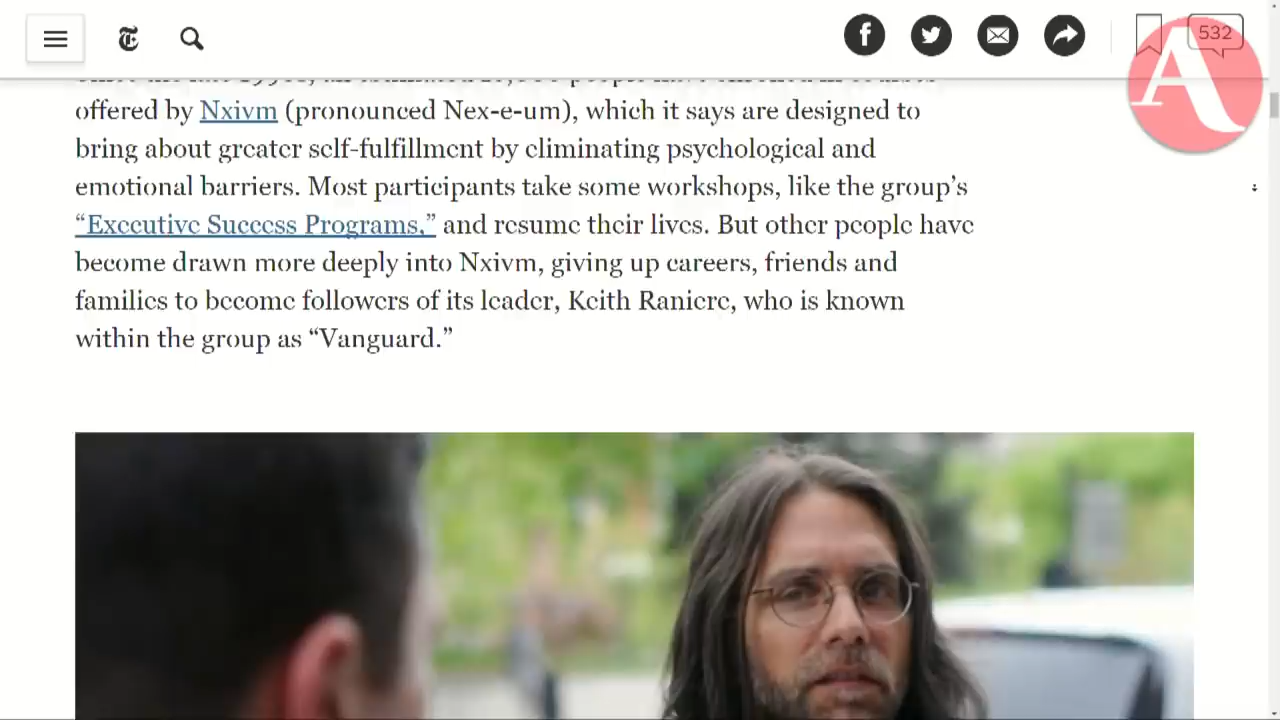 532
offered by Nxivm (pronounced Nex-e-um), which it says are designed to
bring about greater self-fulfillment by eliminating psychological and
emotional barriers. Most participants take some workshops, like the group’s
“Executive Success Programs,” and resume their lives. But other people have
become drawn more deeply into Nxivm, giving up careers, friends and
families to become followers of its leader, Keith Raniere, who is known
within the group as “Vanguard.”